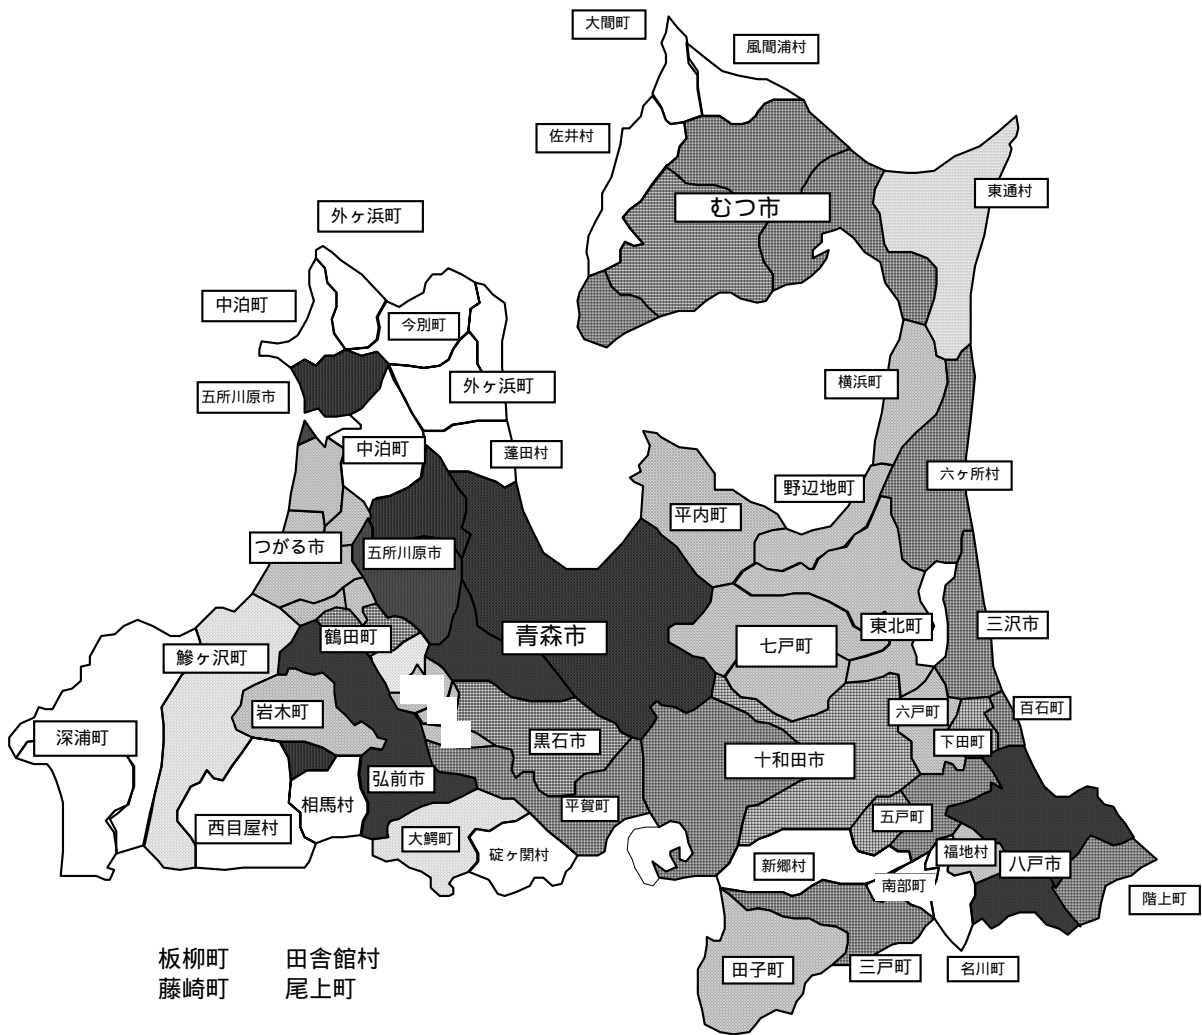 大間町
風間浦村
佐井村
東通村
むつ市
外ヶ浜町
中泊町
今別町
横浜町
外ヶ浜町
五所川原市
中泊町
蓬田村
六ヶ所村
野辺地町
平内町
つがる市
五所川原市
三沢市
東北町
鶴田町
青森市
七戸町
鰺ヶ沢町
百石町
岩木町
六戸町
深浦町
黒石市
下田町
十和田市
弘前市
相馬村
平賀町
五戸町
西目屋村
大鰐町
碇ヶ関村
福地村
新郷村
八戸市
南部町
階上町
板柳町 田舎館村
田子町
三戸町
名川町
藤崎町 尾上町